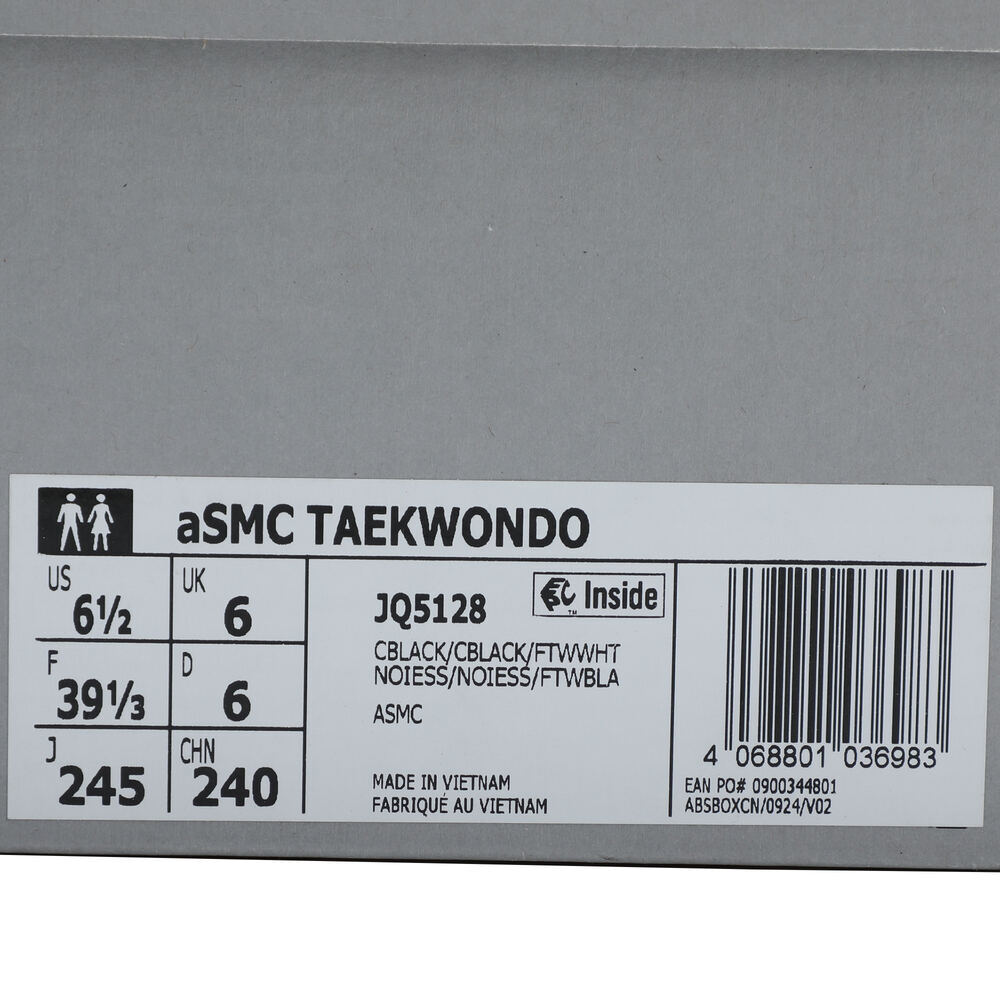 aSMC TAEKWONDO
US 6½
UK 6
F 39⅓
D 6
J 245
CHN 240
JQ5128
Inside
™
CBLACK/CBLACK/FTWWHT
NOIESS/NOIESS/FTWBLA
ASMC
MADE IN VIETNAM
FABRIQUÉ AU VIETNAM
4 068801 036983
EAN PO# 0900344801
ABSBOXCN/0924/V02